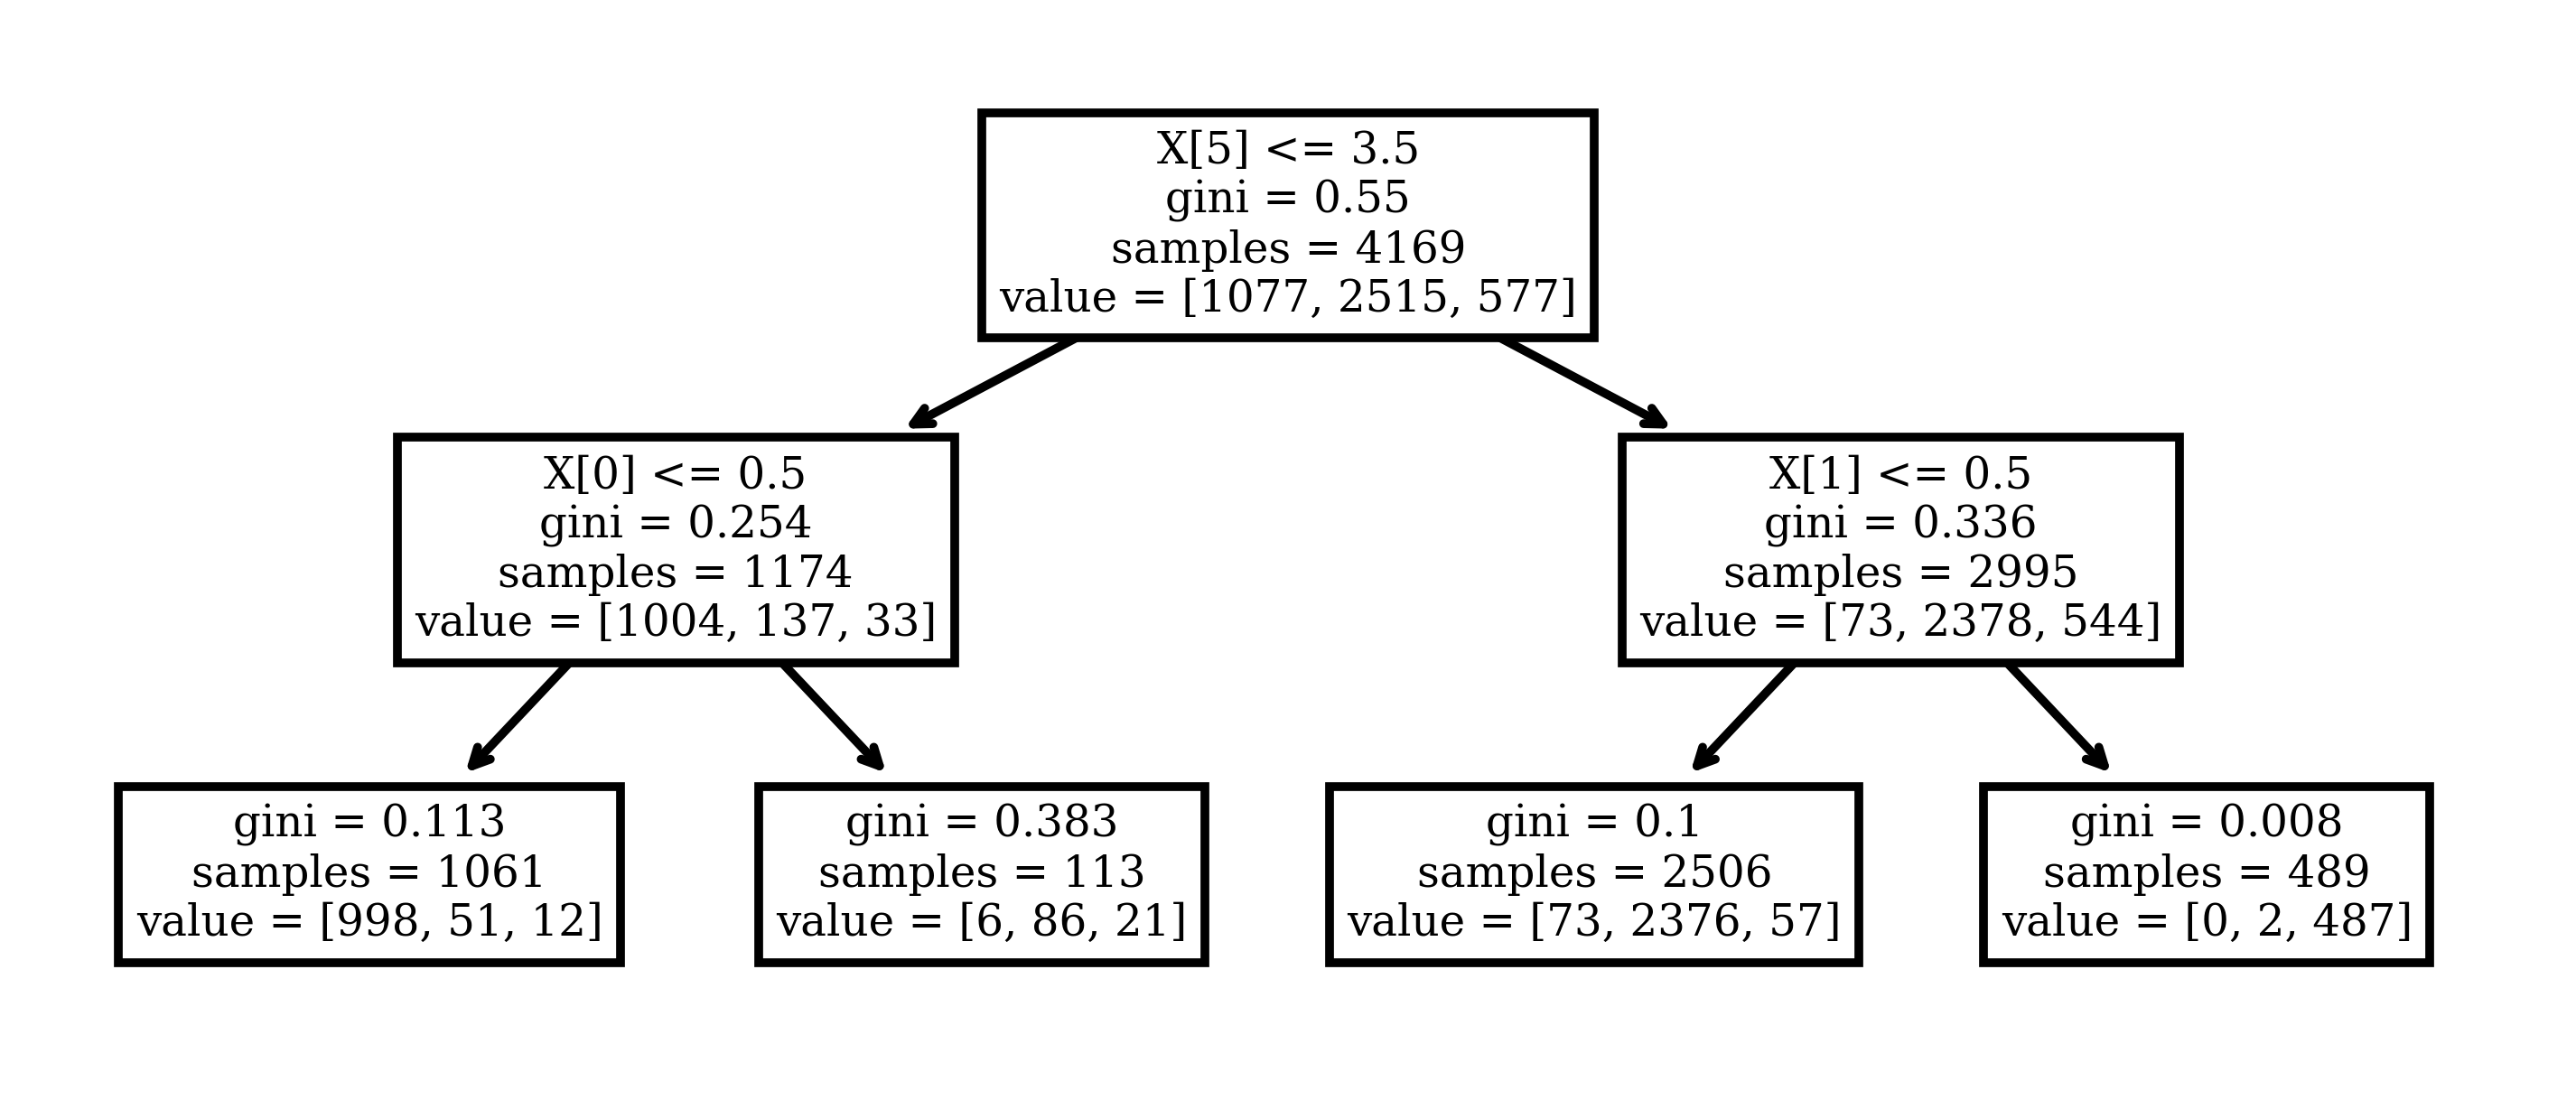 X[5] <= 3.5
gini = 0.55
samples = 4169
value = [1077, 2515, 577]
X[0] <= 0.5
gini = 0.254
samples = 1174
value = [1004, 137, 33]
X[1] <= 0.5
gini = 0.336
samples = 2995
value = [73, 2378, 544]
gini = 0.113
samples = 1061
value = [998, 51, 12]
gini = 0.383
samples = 113
value = [6, 86, 21]
gini = 0.1
samples = 2506
value = [73, 2376, 57]
gini = 0.008
samples = 489
value = [0, 2, 487]